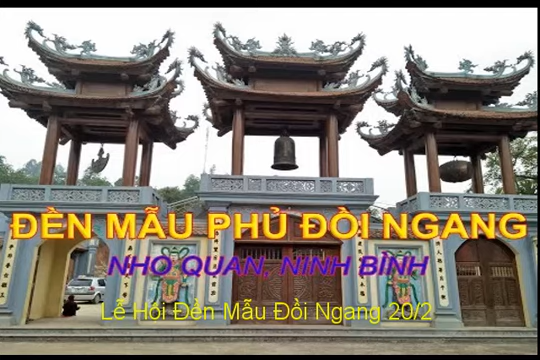 ĐỀN MẪU PHỦ ĐỒI NGANG
NHO QUAN, NINH BÌNH
Lễ Hội Đền Mẫu Đồi Ngang 20/2